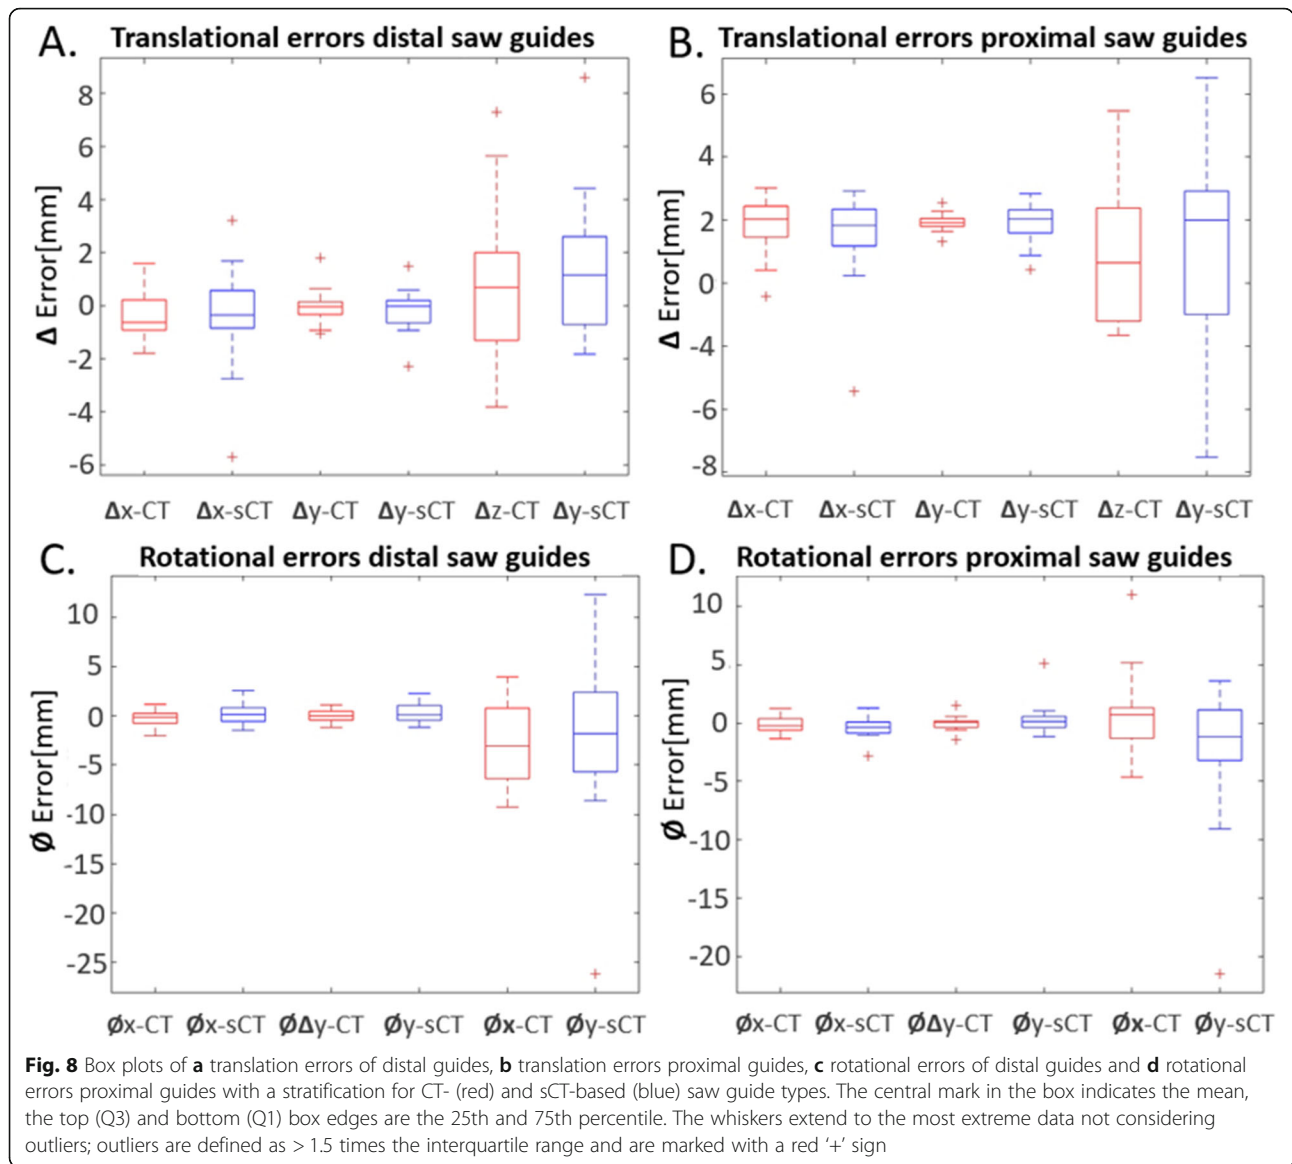 A. Translational errors distal saw guides
Δ Error[mm]
8
6
4
2
0
-2
-4
-6
Δx-CT Δx-sCT Δy-CT Δy-sCT Δz-CT Δy-sCT
B. Translational errors proximal saw guides
Δ Error[mm]
6
4
2
0
-4
-6
-8
Δx-CT Δx-sCT Δy-CT Δy-sCT Δz-CT Δy-sCT
C. Rotational errors distal saw guides
Ø Error[mm]
10
5
0
-5
-10
-15
-20
-25
Øx-CT Øx-sCT ØΔy-CT Øy-sCT Øx-CT Øy-sCT
D. Rotational errors proximal saw guides
Ø Error[mm]
10
5
0
-5
-10
-15
-20
Øx-CT Øx-sCT ØΔy-CT Øy-sCT Øx-CT Øy-sCT
Fig. 8 Box plots of a translation errors of distal guides, b translation errors proximal guides, c rotational errors of distal guides and d rotational
errors proximal guides with a stratification for CT- (red) and sCT-based (blue) saw guide types. The central mark in the box indicates the mean,
the top (Q3) and bottom (Q1) box edges are the 25th and 75th percentile. The whiskers extend to the most extreme data not considering
outliers; outliers are defined as > 1.5 times the interquartile range and are marked with a red ‘+’ sign